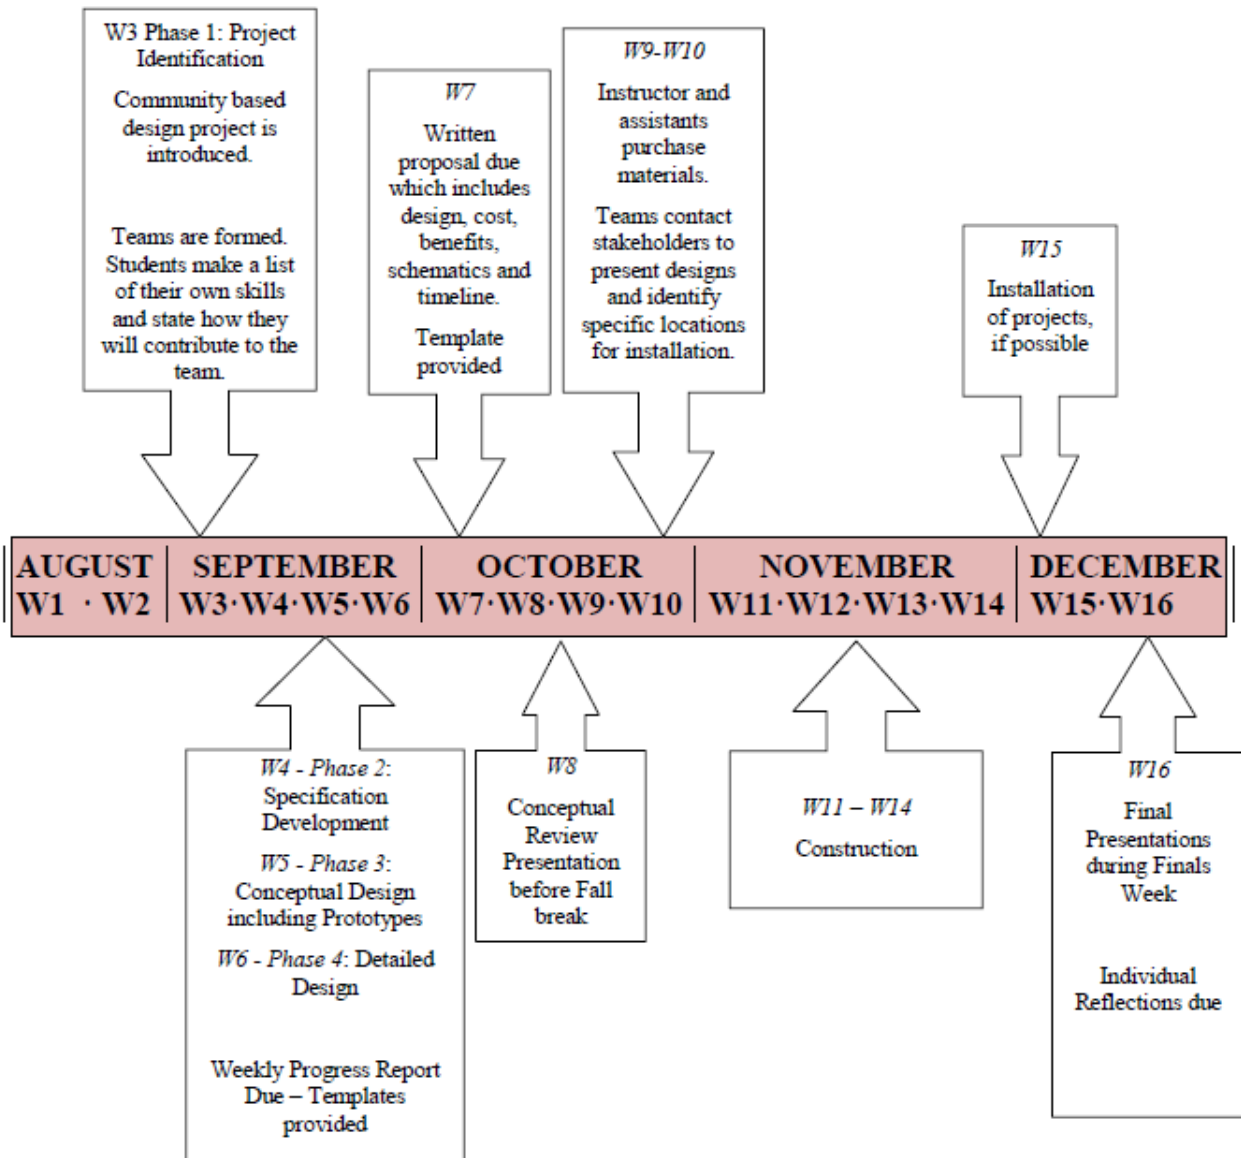 W3 Phase 1: Project
Identification
Community based
design project is
introduced.
Teams are formed.
Students make a list
of their own skills
and state how they
will contribute to the
team.
W7
Written
proposal due
which includes
design, cost,
benefits,
schematics and
timeline.
Template
provided
W9-W10
Instructor and
assistants
purchase
materials.
Teams contact
stakeholders to
present designs
and identify
specific locations
for installation.
W15
Installation
of projects,
if possible
AUGUST
W1 · W2
SEPTEMBER
W3·W4·W5·W6
OCTOBER
W7·W8·W9·W10
NOVEMBER
W11·W12·W13·W14
DECEMBER
W15·W16
W4 - Phase 2:
Specification
Development
W5 - Phase 3:
Conceptual Design
including Prototypes
W6 - Phase 4: Detailed
Design
Weekly Progress Report
Due – Templates
provided
W8
Conceptual
Review
Presentation
before Fall
break
W11 – W14
Construction
W16
Final
Presentations
during Finals
Week
Individual
Reflections due